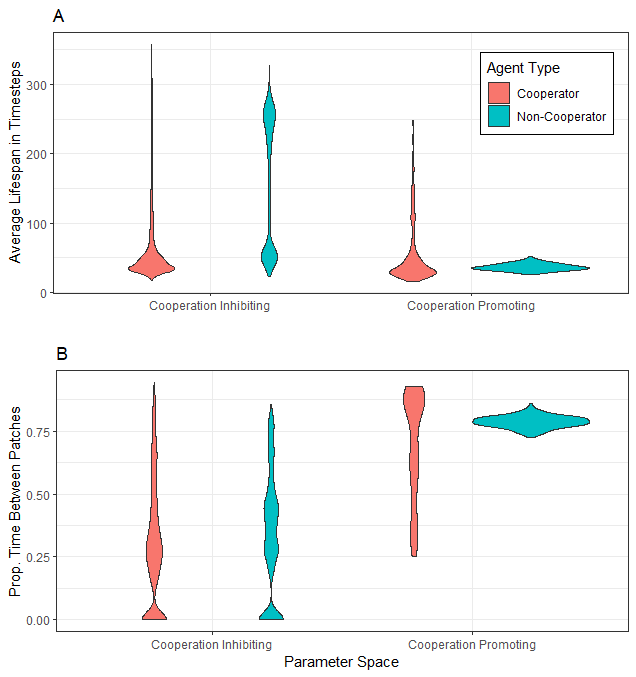 A
Average Lifespan in Timesteps
300
200
100
0
Agent Type
Cooperator
Non-Cooperator
Cooperation Inhibiting
Cooperation Promoting
B
Prop. Time Between Patches
0.75
0.50
0.25
0.00
Cooperation Inhibiting
Cooperation Promoting
Parameter Space